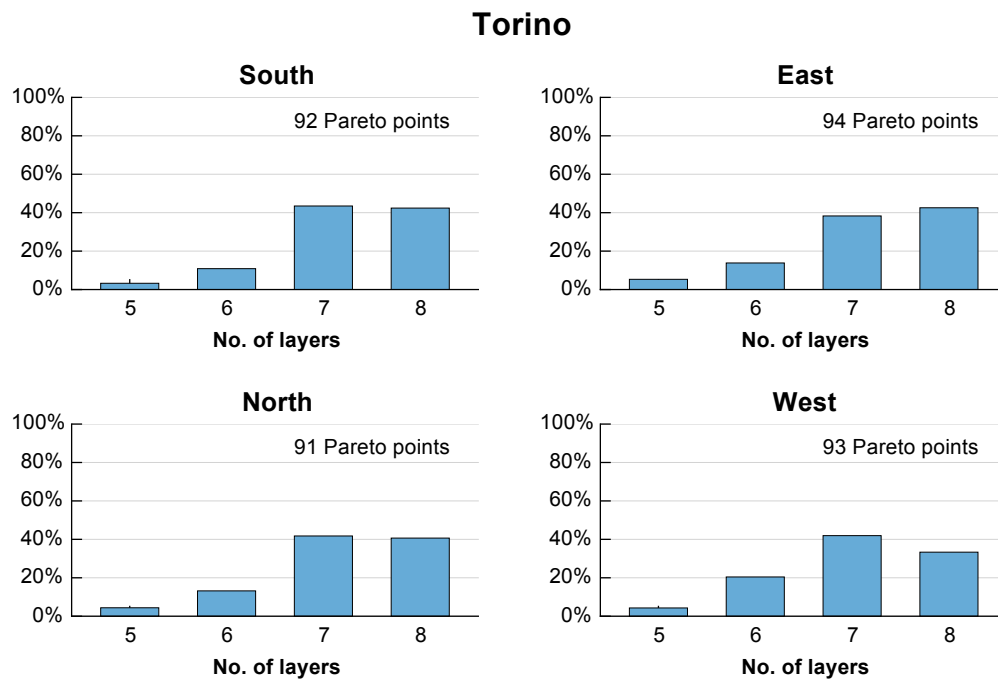 Torino
South
100%
92 Pareto points
80%
60%
40%
20%
0%
5 6 7 8
No. of layers
East
100%
94 Pareto points
80%
60%
40%
20%
0%
5 6 7 8
No. of layers
North
100%
91 Pareto points
80%
60%
40%
20%
0%
5 6 7 8
No. of layers
West
100%
93 Pareto points
80%
60%
40%
20%
0%
5 6 7 8
No. of layers